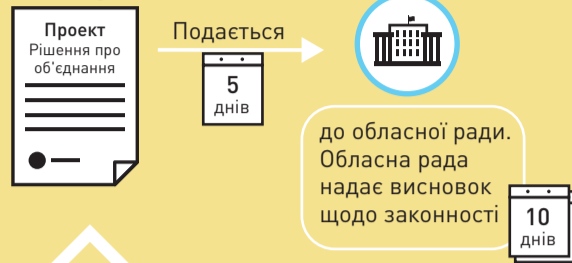 Проект
Рішення про
об'єднання
Подається
5
днів
до обласної ради.
Обласна рада
надає висновок
щодо законності
10
днів